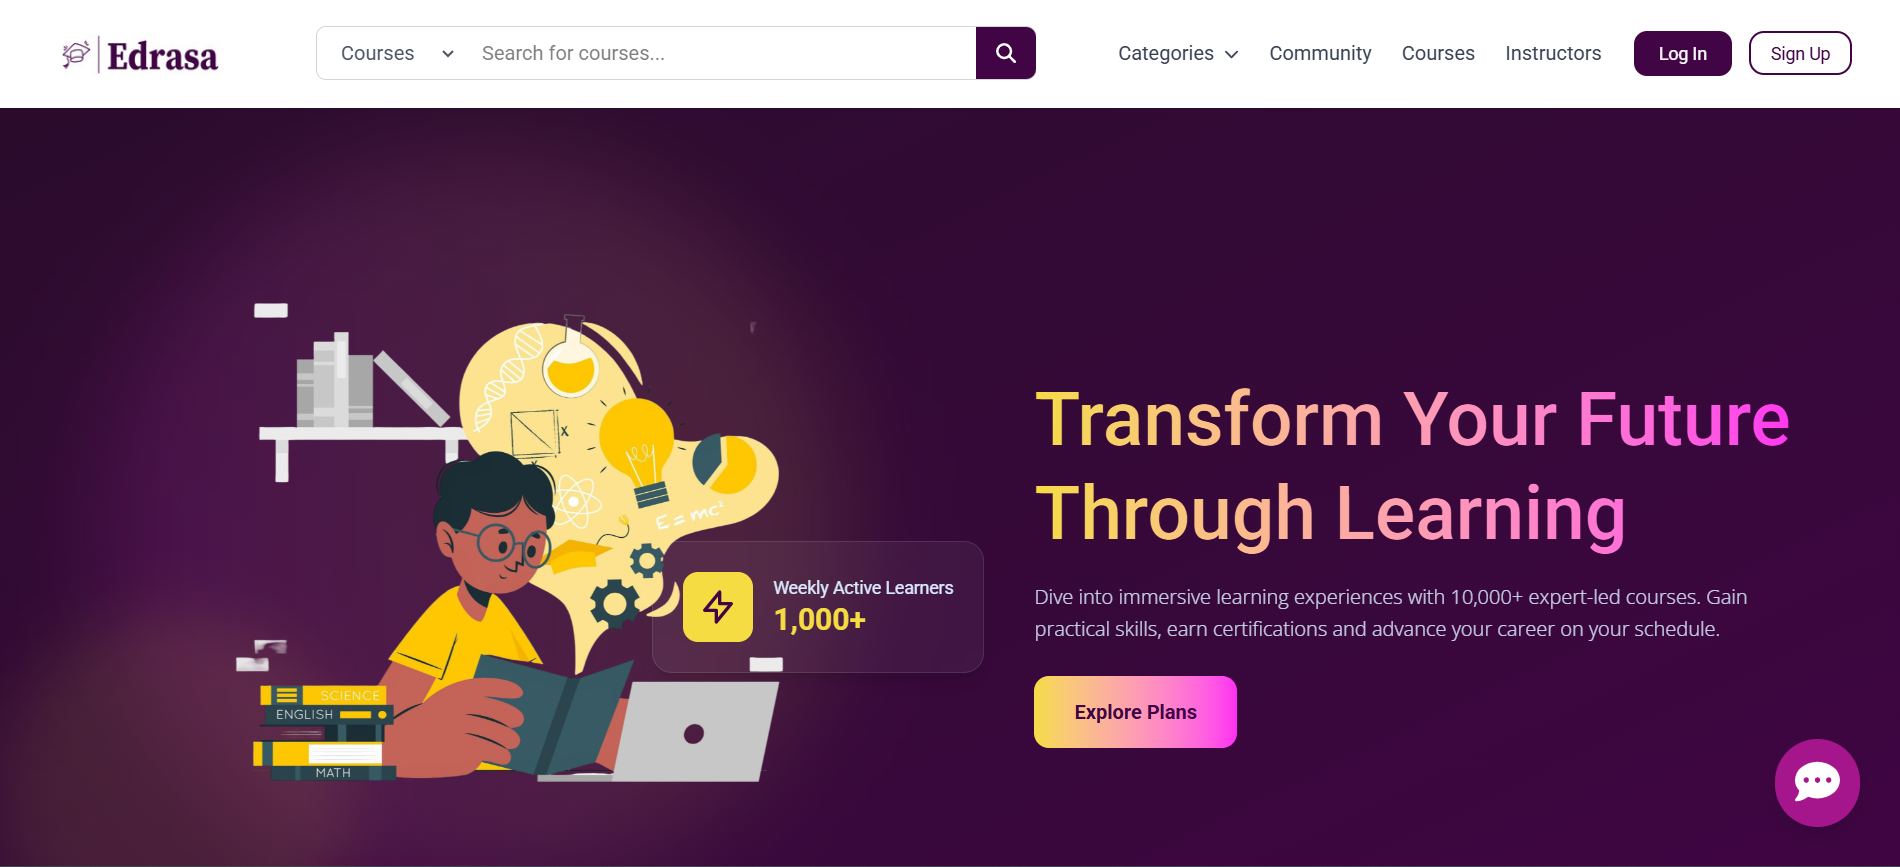 Edrasa
Courses
Search for courses...
Categories
Community
Courses
Instructors
Log In
Sign Up
X
E=mc²
Weekly Active Learners
1,000+
SCIENCE
ENGLISH
MATH
Transform Your Future
Through Learning
Dive into immersive learning experiences with 10,000+ expert-led courses. Gain
practical skills, earn certifications and advance your career on your schedule.
Explore Plans